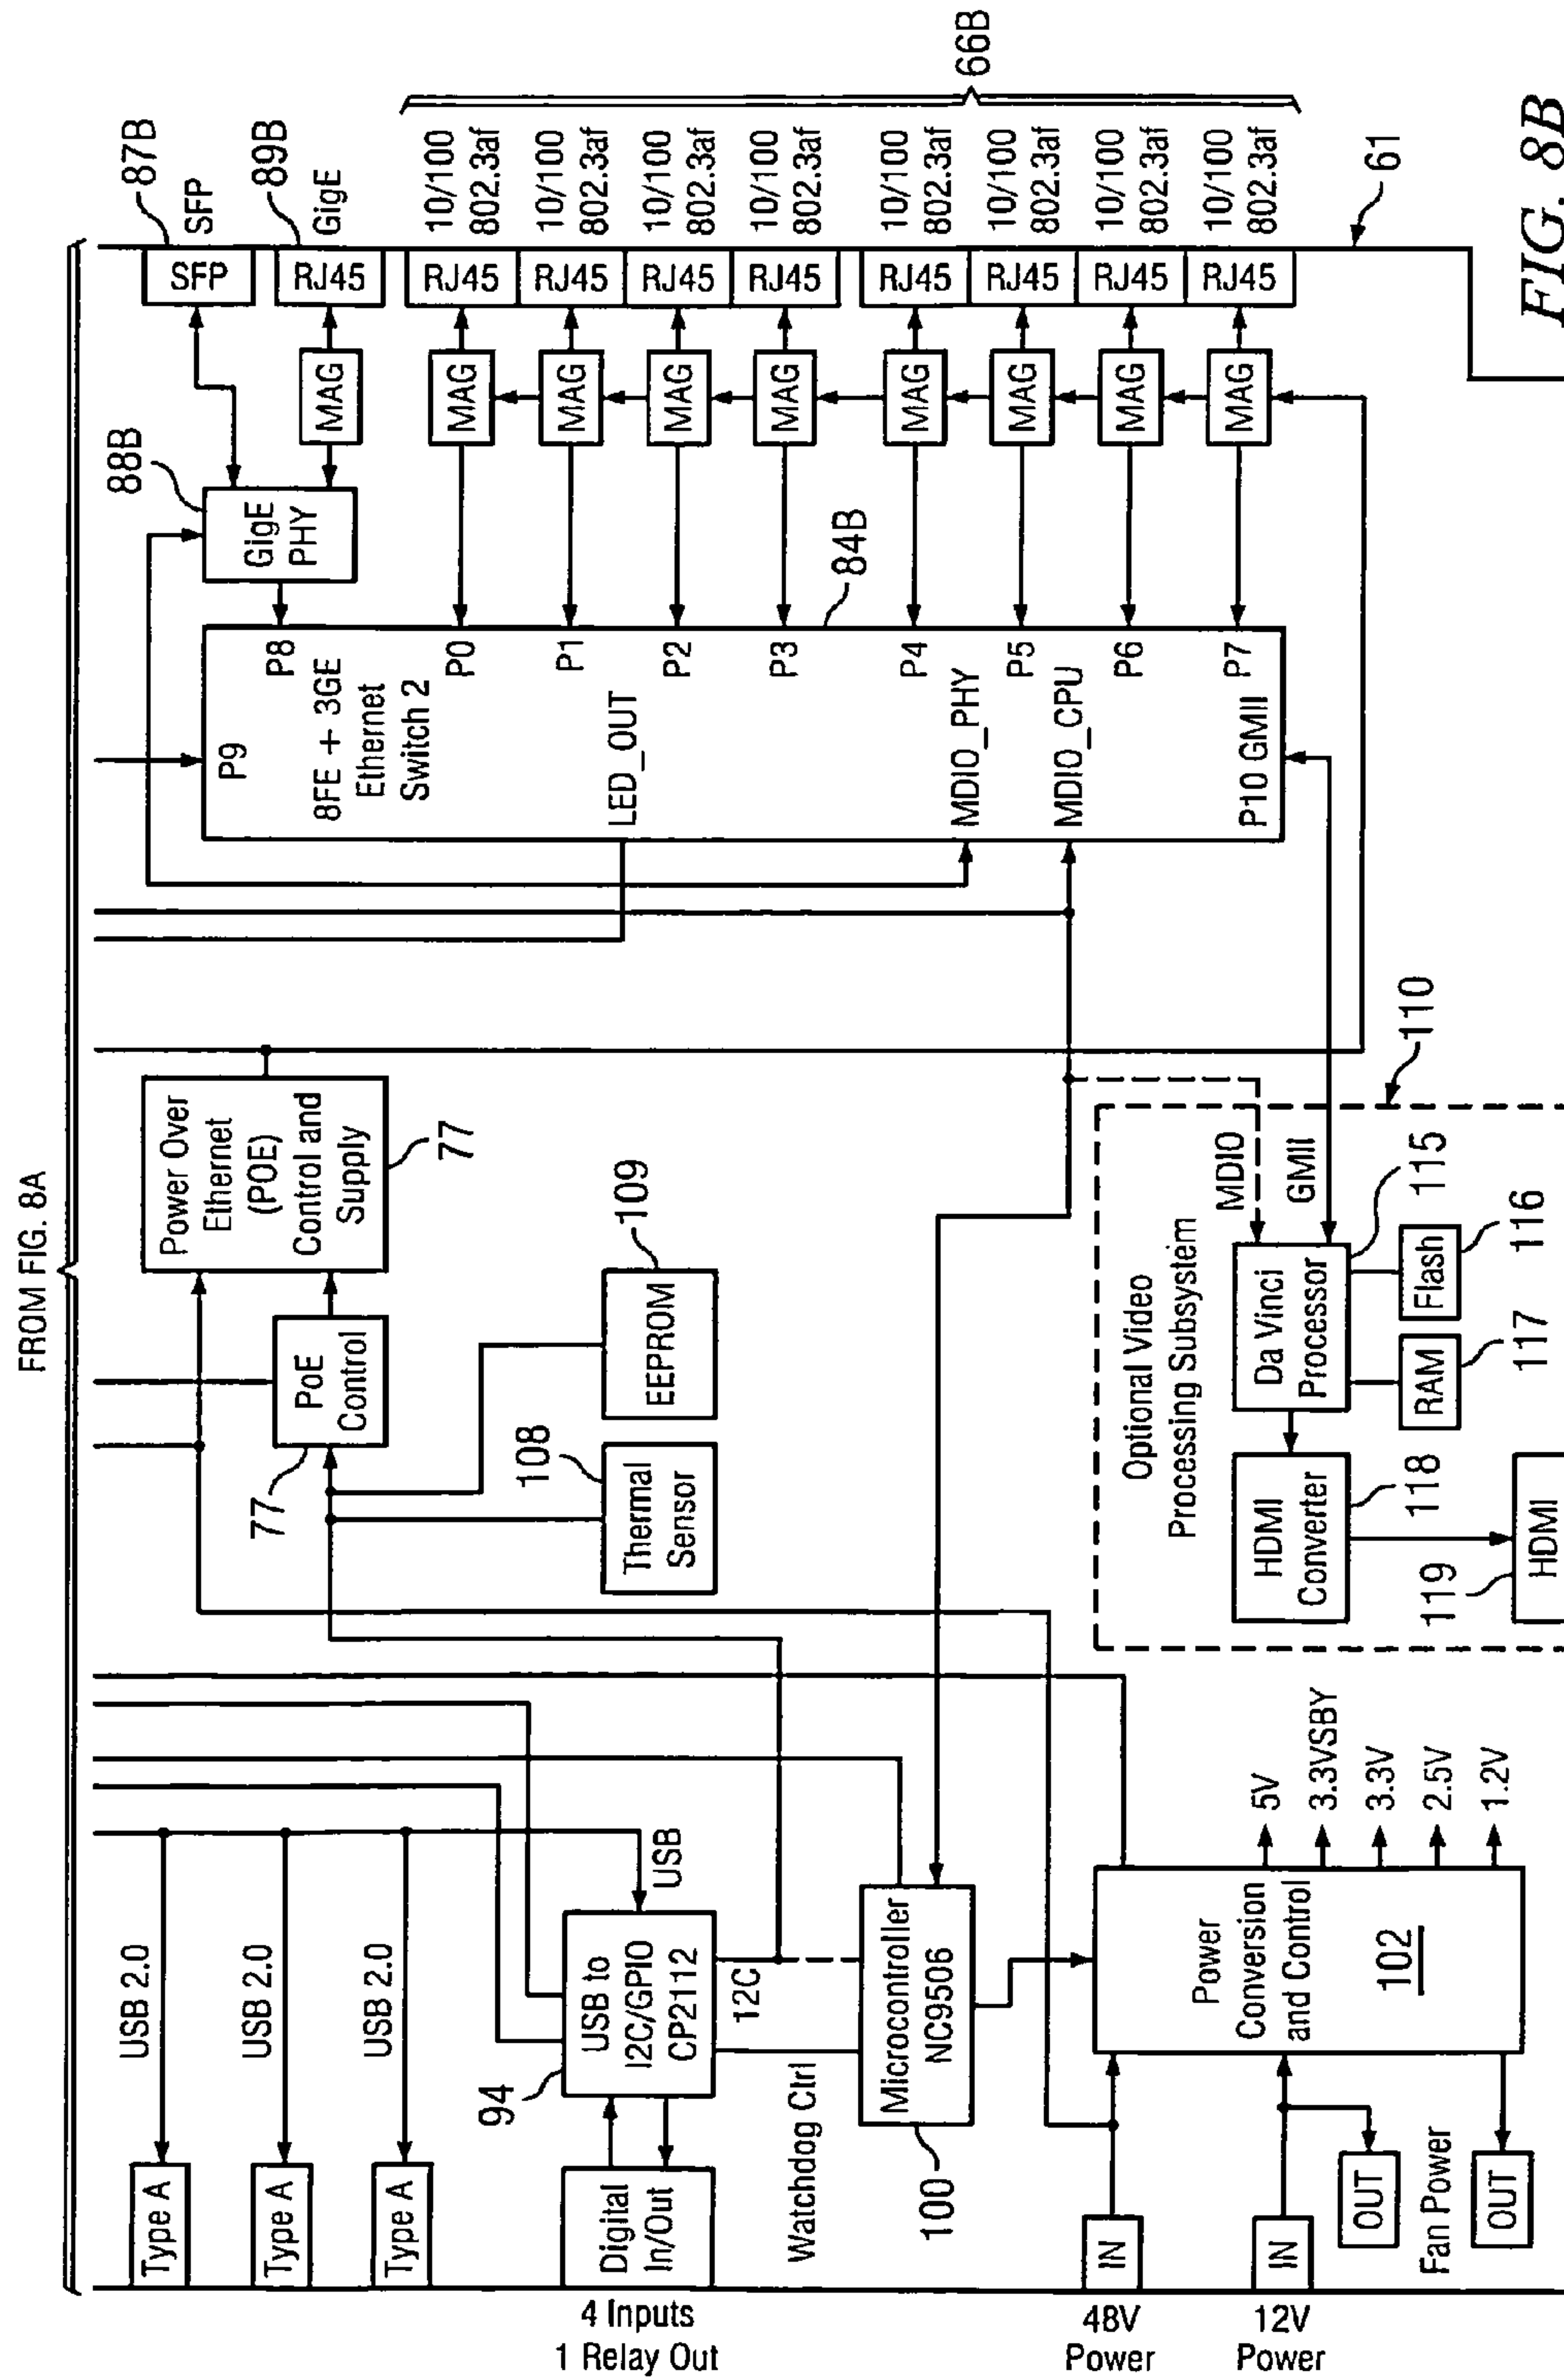 FROM FIG. 8A
87B
SFP
SFP
89B
GigE
RJ45
MAG
88B
GigE
PHY
66B
10/100
802.3af
RJ45
MAG
10/100
802.3af
RJ45
MAG
10/100
802.3af
RJ45
MAG
10/100
802.3af
RJ45
MAG
10/100
802.3af
RJ45
MAG
10/100
802.3af
RJ45
MAG
10/100
802.3af
RJ45
MAG
10/100
802.3af
RJ45
MAG
61
84B
P9
P8
8FE + 3GE
Ethernet
Switch 2
P0
P1
LED_OUT
P2
P3
P4
MDIO_PHY
P5
MDIO_CPU
P6
P7
P10 GMII
Power Over
Ethernet
(POE)
Control and
Supply
77
PoE
Control
77
109
EEPROM
108
Thermal
Sensor
110
Optional Video
Processing Subsystem
MDIO
GMII
115
Da Vinci
Processor
116
Flash
117
RAM
HDMI
Converter
118
119
HDMI
USB 2.0
Type A
USB 2.0
Type A
USB 2.0
Type A
USB
USB to
I2C/GPIO
CP2112
94
12C
Digital
In/Out
4 Inputs
1 Relay Out
Watchdog Ctrl
Microcontroller
NC9506
100
Power
Conversion
and Control
102
5V
3.3VSBY
3.3V
2.5V
1.2V
IN
48V
Power
IN
12V
Power
OUT
Fan Power
OUT
FIG. 8B